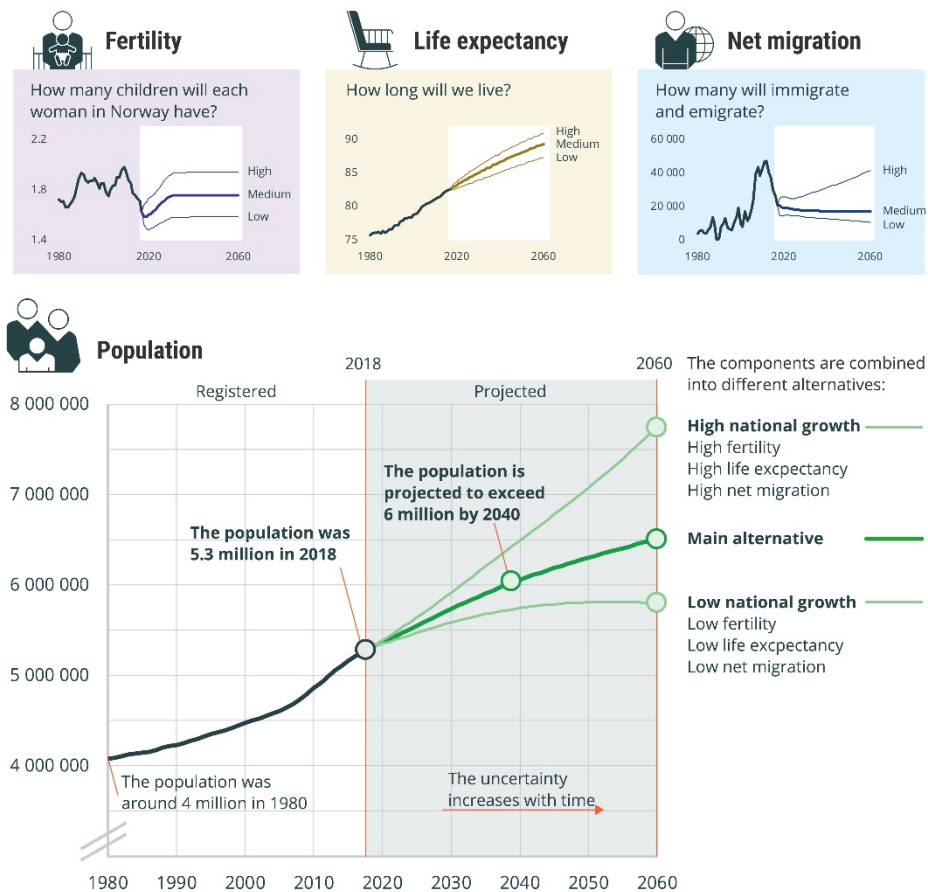 Fertility
How many children will each
woman in Norway have?
2.2
1.8
1.4
High
Medium
Low
1980
2020
2060
Life expectancy
How long will we live?
90
85
80
75
High
Medium
Low
1980
2020
2060
Net migration
How many will immigrate
and emigrate?
60 000
40 000
20 000
0
High
Medium
Low
1980
2020
2060
Population
2018
2060
Registered
Projected
8 000 000
7 000 000
6 000 000
5 000 000
4 000 000
The population is
projected to exceed
6 million by 2040
The population was
5.3 million in 2018
The population was
around 4 million in 1980
The uncertainty
increases with time
1980
1990
2000
2010
2020
2030
2040
2050
2060
The components are combined
into different alternatives:
High national growth
High fertility
High life excpectancy
High net migration
Main alternative
Low national growth
Low fertility
Low life excpectancy
Low net migration